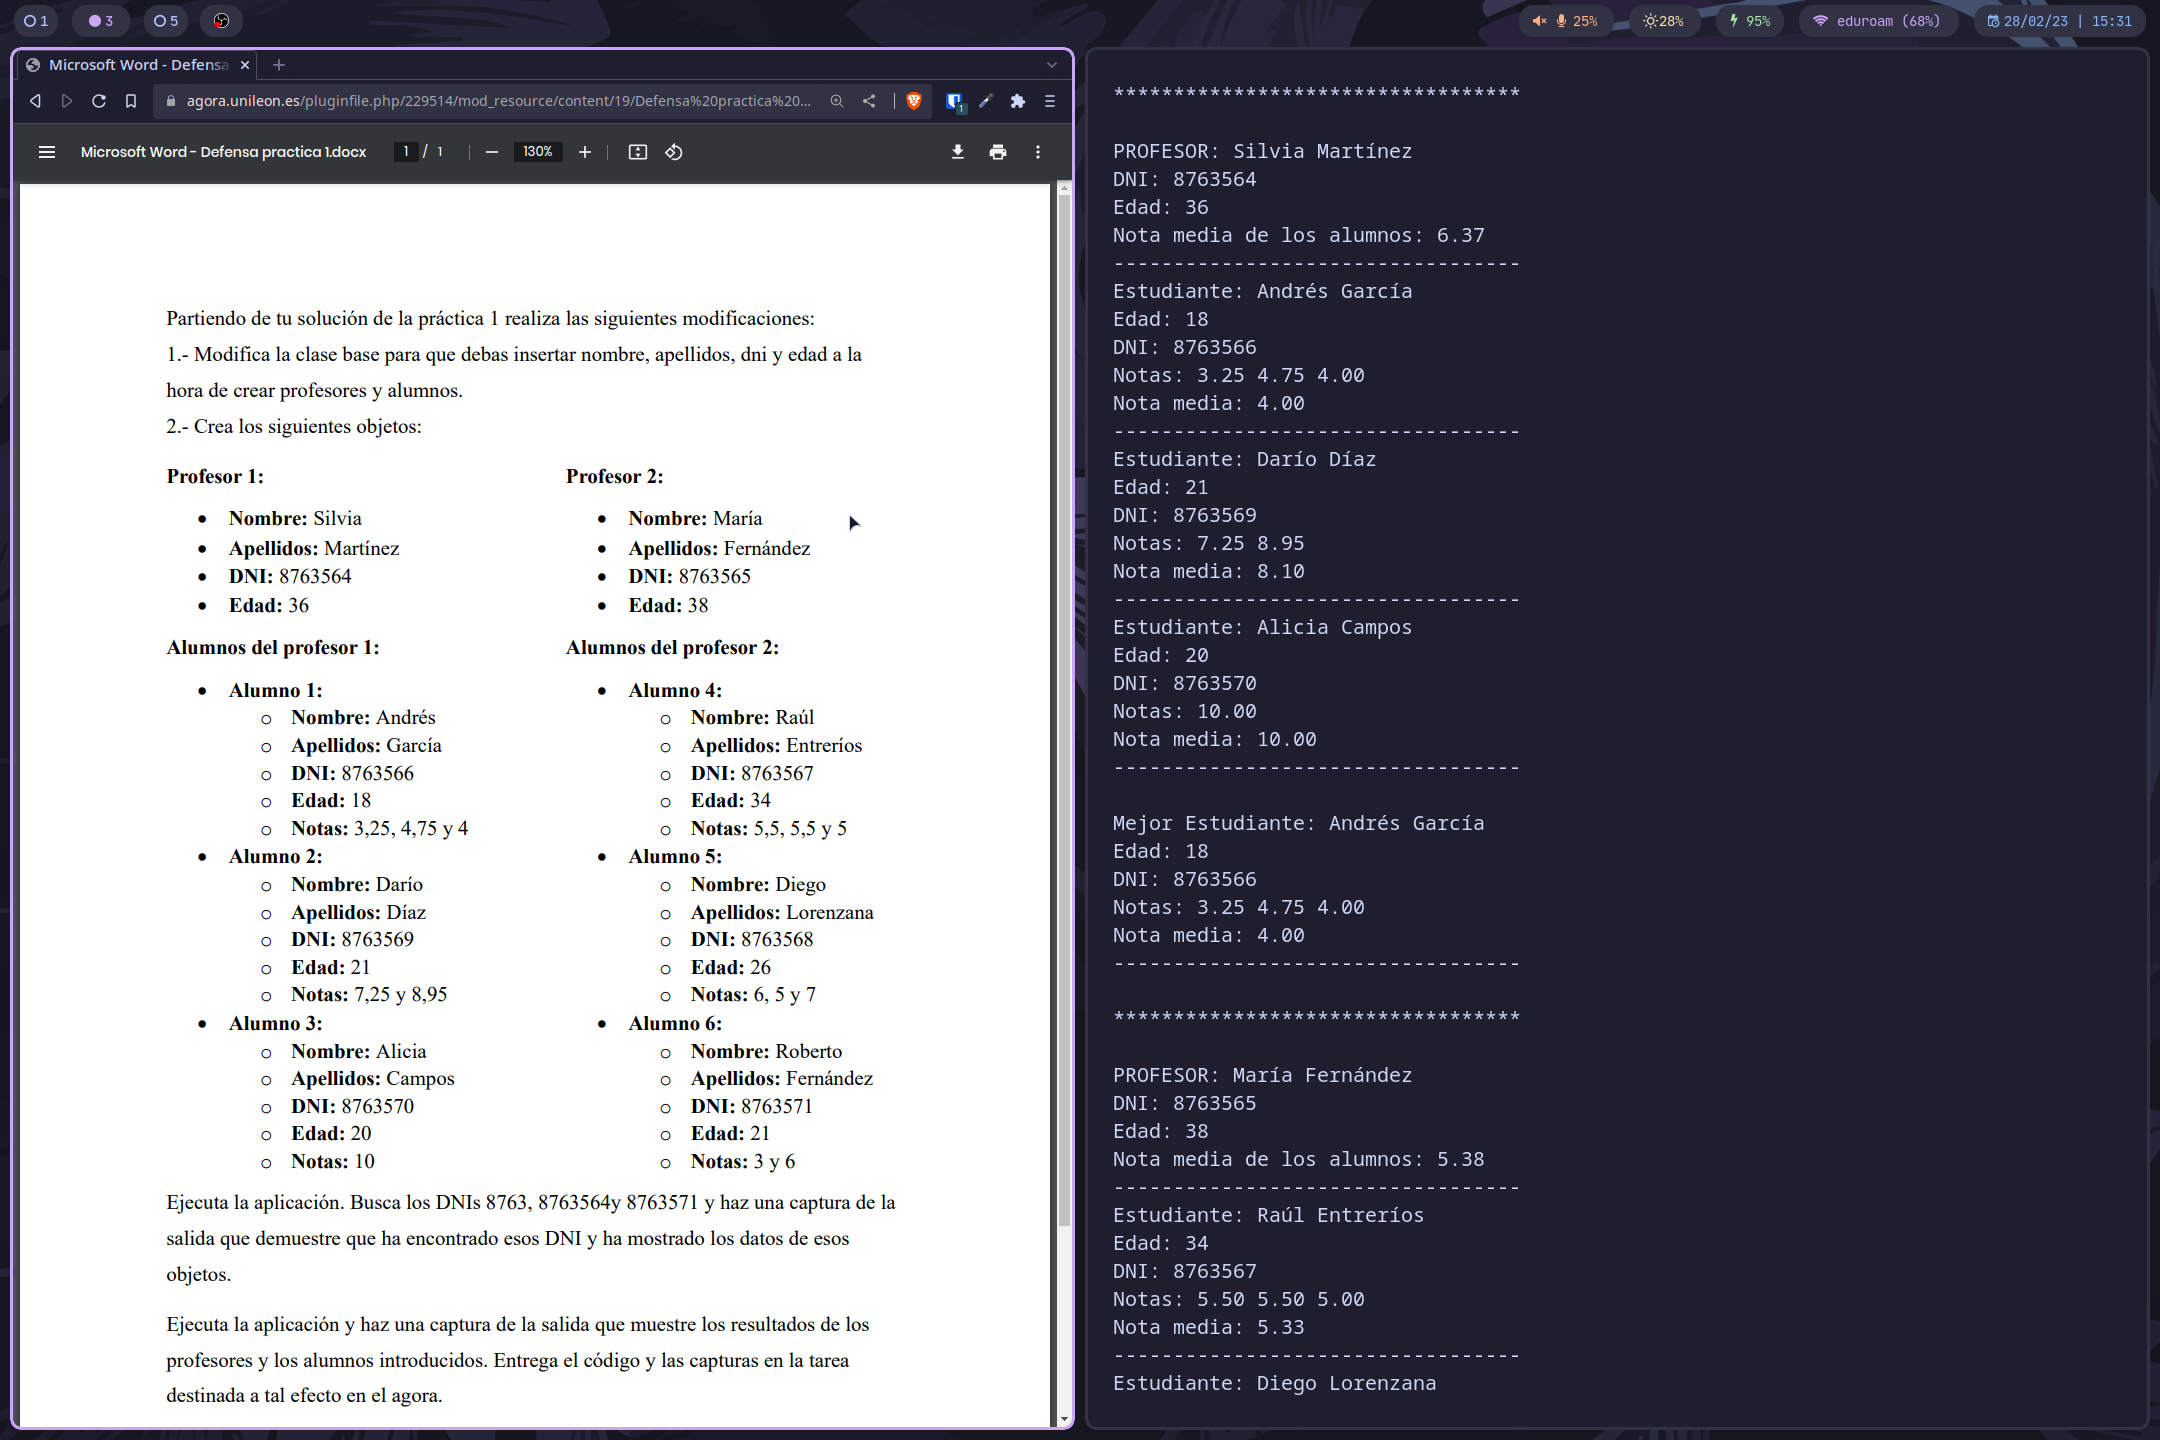 1
3
5
25%
28%
95%
eduroam (68%)
28/02/23 | 15:31
Microsoft Word - Defensa
agora.unileon.es/pluginfile.php/229514/mod_resource/content/19/Defensa%20practica%20...
1
Microsoft Word - Defensa practica 1.docx
1 / 1
130%
Partiendo de tu solución de la práctica 1 realiza las siguientes modificaciones:
1.- Modifica la clase base para que debas insertar nombre, apellidos, dni y edad a la
hora de crear profesores y alumnos.
2.- Crea los siguientes objetos:
Profesor 1:
• Nombre: Silvia
• Apellidos: Martínez
• DNI: 8763564
• Edad: 36
Alumnos del profesor 1:
• Alumno 1:
o Nombre: Andrés
o Apellidos: García
o DNI: 8763566
o Edad: 18
o Notas: 3,25, 4,75 y 4
• Alumno 2:
o Nombre: Darío
o Apellidos: Díaz
o DNI: 8763569
o Edad: 21
o Notas: 7,25 y 8,95
• Alumno 3:
o Nombre: Alicia
o Apellidos: Campos
o DNI: 8763570
o Edad: 20
o Notas: 10
Profesor 2:
• Nombre: María
• Apellidos: Fernández
• DNI: 8763565
• Edad: 38
Alumnos del profesor 2:
• Alumno 4:
o Nombre: Raúl
o Apellidos: Entreríos
o DNI: 8763567
o Edad: 34
o Notas: 5,5, 5,5 y 5
• Alumno 5:
o Nombre: Diego
o Apellidos: Lorenzana
o DNI: 8763568
o Edad: 26
o Notas: 6, 5 y 7
• Alumno 6:
o Nombre: Roberto
o Apellidos: Fernández
o DNI: 8763571
o Edad: 21
o Notas: 3 y 6
Ejecuta la aplicación. Busca los DNIs 8763, 8763564y 8763571 y haz una captura de la
salida que demuestre que ha encontrado esos DNI y ha mostrado los datos de esos
objetos.
Ejecuta la aplicación y haz una captura de la salida que muestre los resultados de los
profesores y los alumnos introducidos. Entrega el código y las capturas en la tarea
destinada a tal efecto en el agora.
**********************************
PROFESOR: Silvia Martínez
DNI: 8763564
Edad: 36
Nota media de los alumnos: 6.37
----------------------------------
Estudiante: Andrés García
Edad: 18
DNI: 8763566
Notas: 3.25 4.75 4.00
Nota media: 4.00
----------------------------------
Estudiante: Darío Díaz
Edad: 21
DNI: 8763569
Notas: 7.25 8.95
Nota media: 8.10
----------------------------------
Estudiante: Alicia Campos
Edad: 20
DNI: 8763570
Notas: 10.00
Nota media: 10.00
----------------------------------
Mejor Estudiante: Andrés García
Edad: 18
DNI: 8763566
Notas: 3.25 4.75 4.00
Nota media: 4.00
----------------------------------
**********************************
PROFESOR: María Fernández
DNI: 8763565
Edad: 38
Nota media de los alumnos: 5.38
----------------------------------
Estudiante: Raúl Entreríos
Edad: 34
DNI: 8763567
Notas: 5.50 5.50 5.00
Nota media: 5.33
----------------------------------
Estudiante: Diego Lorenzana